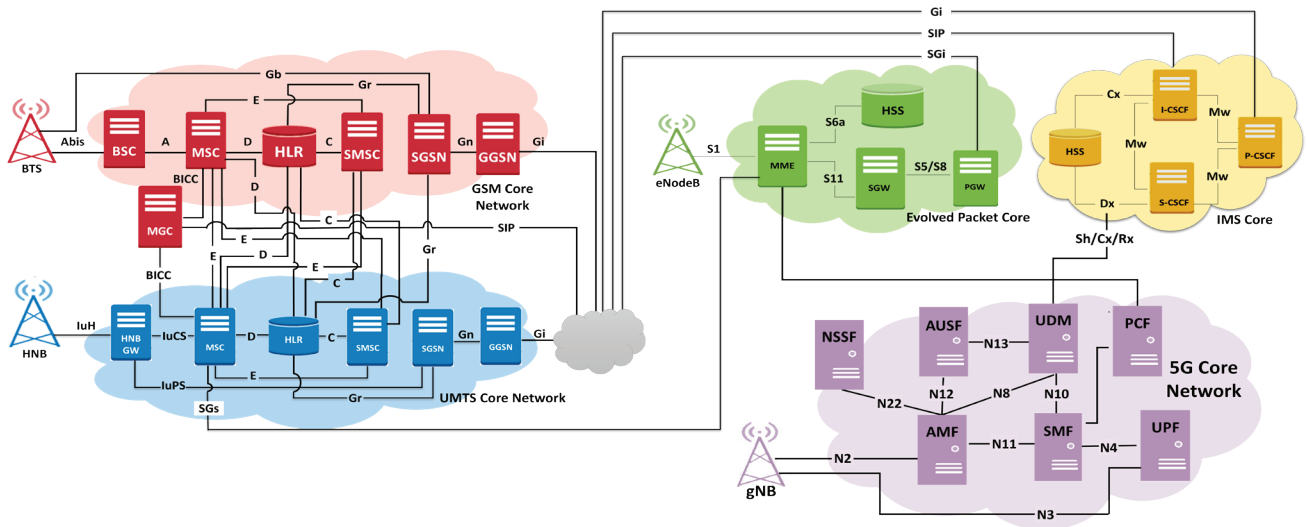 Gi
SIP
SGi
Gb
Gr
E
Abis
BTS
BSC
A
MSC
D
HLR
C
SMSC
SGSN
Gn
GGSN
Gi
GSM Core
Network
BICC
D
MGC
C
SIP
E
D
Gr
E
E
C
BICC
HNB
IuH
HNB
GW
IuCS
MSC
D
HLR
C
SMSC
SGSN
Gn
GGSN
Gi
IuPS
E
Gr
UMTS Core Network
SGs
eNodeB
S1
MME
S6a
HSS
S11
SGW
S5/S8
PGW
Evolved Packet Core
HSS
Cx
I-CSCF
Mw
Mw
P-CSCF
Mw
Dx
S-CSCF
IMS Core
Sh/Cx/Rx
NSSF
AUSF
N13
UDM
PCF
5G Core
Network
N22
N12
N8
N10
AMF
N11
SMF
N4
UPF
gNB
N2
N3